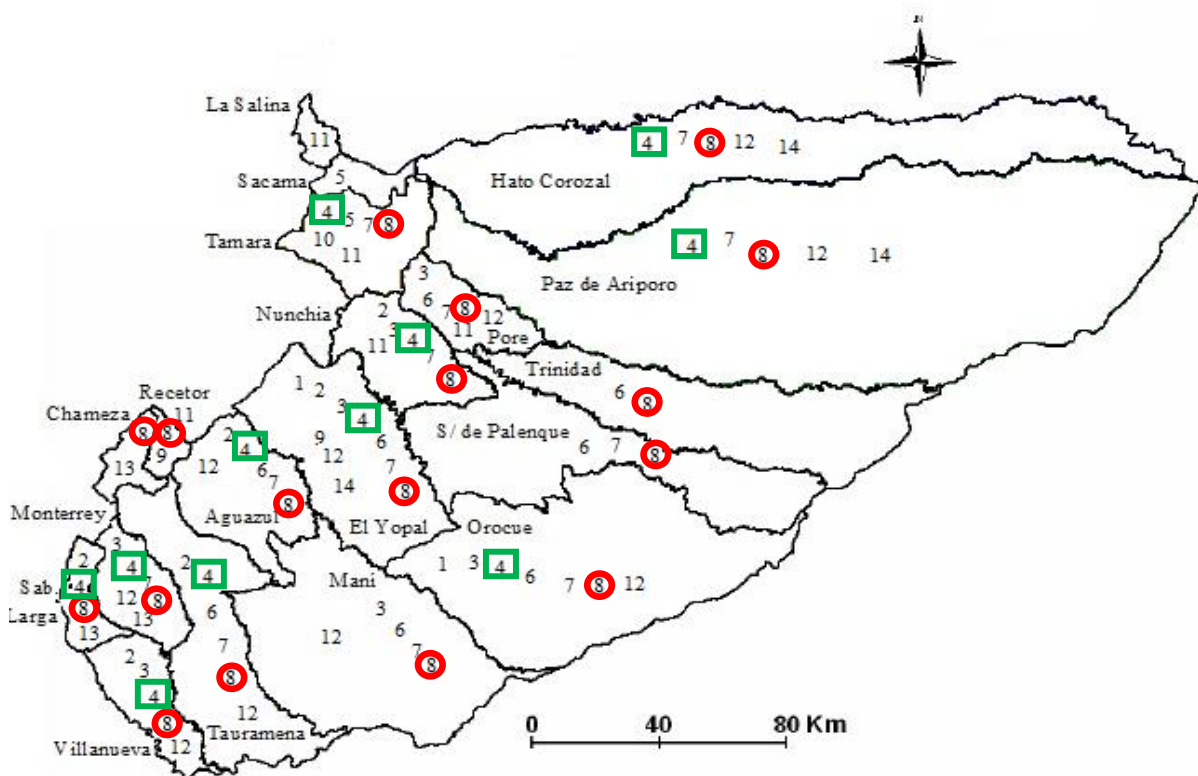 N
La Salina
11
Sacama
5
Hato Corozal
4 7 8 12 14
Tamara
4 5 7 8
10 11
Paz de Ariporo
4 7 8 12 14
Nunchia
2 3 4
11 7 8
3
6 7 8
11 12
Pore
Trinidad
6 8
S/ de Palenque
6 7 8
Recetor
11
8
9
Chameza
8
13
1 2
3 4
9 6
12 7
14 8
El Yopal
2 4
12 6
7
8
Aguazul
Orocue
1 3 4 6
7 8 12
Monterrey
3
4
7
12 8
13
Sab.
Larga
2
4
8
13
2 4
6
7
8
12
Tauramena
Mani
3
12 6
7 8
2
3
4
8
12
Villanueva
0 40 80 Km